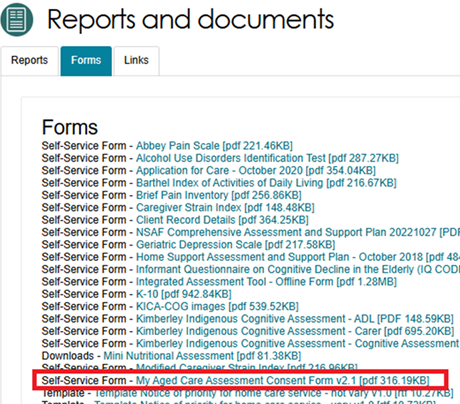 Reports and documents
Reports
Forms
Links
Forms
Self-Service Form - Abbey Pain Scale [pdf 221.46KB]
Self-Service Form - Alcohol Use Disorders Identification Test [pdf 287.27KB]
Self-Service Form - Application for Care - October 2020 [pdf 354.04KB]
Self-Service Form - Barthel Index of Activities of Daily Living [pdf 216.67KB]
Self-Service Form - Brief Pain Inventory [pdf 256.86KB]
Self-Service Form - Caregiver Strain Index [pdf 148.48KB]
Self-Service Form - Client Record Details [pdf 364.25KB]
Self-Service Form - NSAF Comprehensive Assessment and Support Plan 20221027 [PDF
Self-Service Form - Geriatric Depression Scale [pdf 217.58KB]
Self-Service Form - Home Support Assessment and Support Plan - October 2018 [pdf 484
Self-Service Form - Informant Questionnaire on Cognitive Decline in the Elderly (IQ COD
Self-Service Form - Integrated Assessment Tool - Offline Form [pdf 1.28MB]
Self-Service Form - K-10 [pdf 942.84KB]
Self-Service Form - KICA-COG images [pdf 539.52KB]
Self-Service Form - Kimberley Indigenous Cognitive Assessment - ADL [PDF 148.59KB]
Self-Service Form - Kimberley Indigenous Cognitive Assessment - Carer [pdf 695.20KB]
Self-Service Form - Kimberley Indigenous Cognitive Assessment - Cognitive Assessment
Downloads - Mini Nutritional Assessment [pdf 81.38KB]
Self-Service Form - Modified Caregiver Strain Index [pdf 216.96KB]
Self-Service Form - My Aged Care Assessment Consent Form v2.1 [pdf 316.19KB]
Template - Template Notice of priority for home care service - not vary v1.0 [rtf 10.27KB]